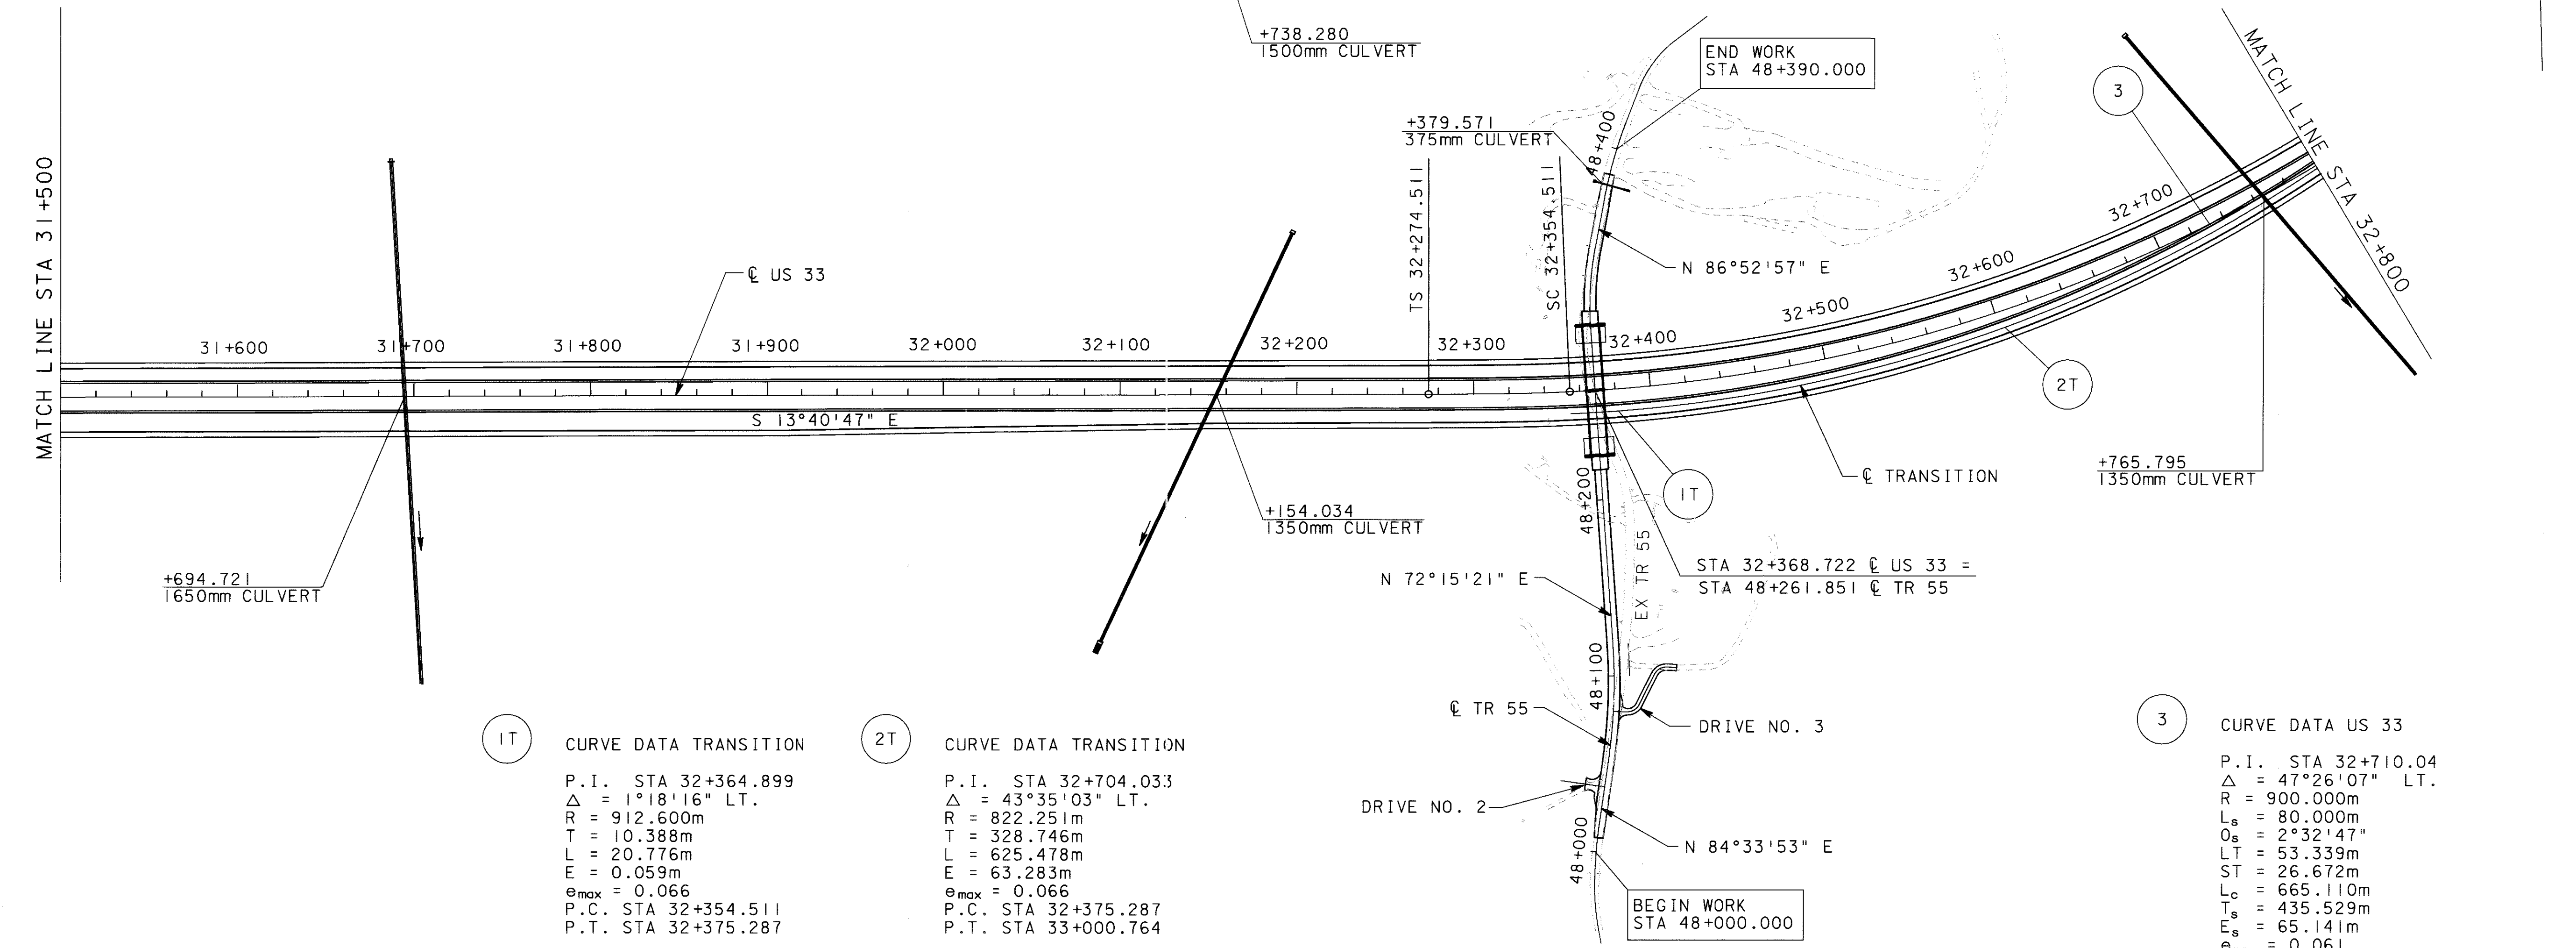 +738.280
1500mm CULVERT
END WORK
STA 48+390.000
MATCH LINE STA 32+800
3
+379.571
375mm CULVERT
48+400
MATCH LINE STA 31+500
TS 32+274.511
SC 32+354.511
N 86°52'57" E
℄ US 33
31+600
31+700
31+800
31+900
32+000
32+100
32+200
32+300
32+400
32+500
32+600
32+700
S 13°40'47" E
2T
℄ TRANSITION
1T
+765.795
1350mm CULVERT
+154.034
1350mm CULVERT
48+200
+694.721
1650mm CULVERT
N 72°15'21" E
EX TR 55
STA 32+368.722 ℄ US 33 =
STA 48+261.851 ℄ TR 55
48+100
℄ TR 55
DRIVE NO. 3
DRIVE NO. 2
N 84°33'53" E
48+000
BEGIN WORK
STA 48+000.000
1T
CURVE DATA TRANSITION
P.I. STA 32+364.899
Δ = 1°18'16" LT.
R = 912.600m
T = 10.388m
L = 20.776m
E = 0.059m
emax = 0.066
P.C. STA 32+354.511
P.T. STA 32+375.287
2T
CURVE DATA TRANSITION
P.I. STA 32+704.033
Δ = 43°35'03" LT.
R = 822.251m
T = 328.746m
L = 625.478m
E = 63.283m
emax = 0.066
P.C. STA 32+375.287
P.T. STA 33+000.764
3
CURVE DATA US 33
P.I. STA 32+710.04
Δ = 47°26'07" LT.
R = 900.000m
Ls = 80.000m
Os = 2°32'47"
LT = 53.339m
ST = 26.672m
Lc = 665.110m
Ts = 435.529m
Es = 65.141m
= 0.061